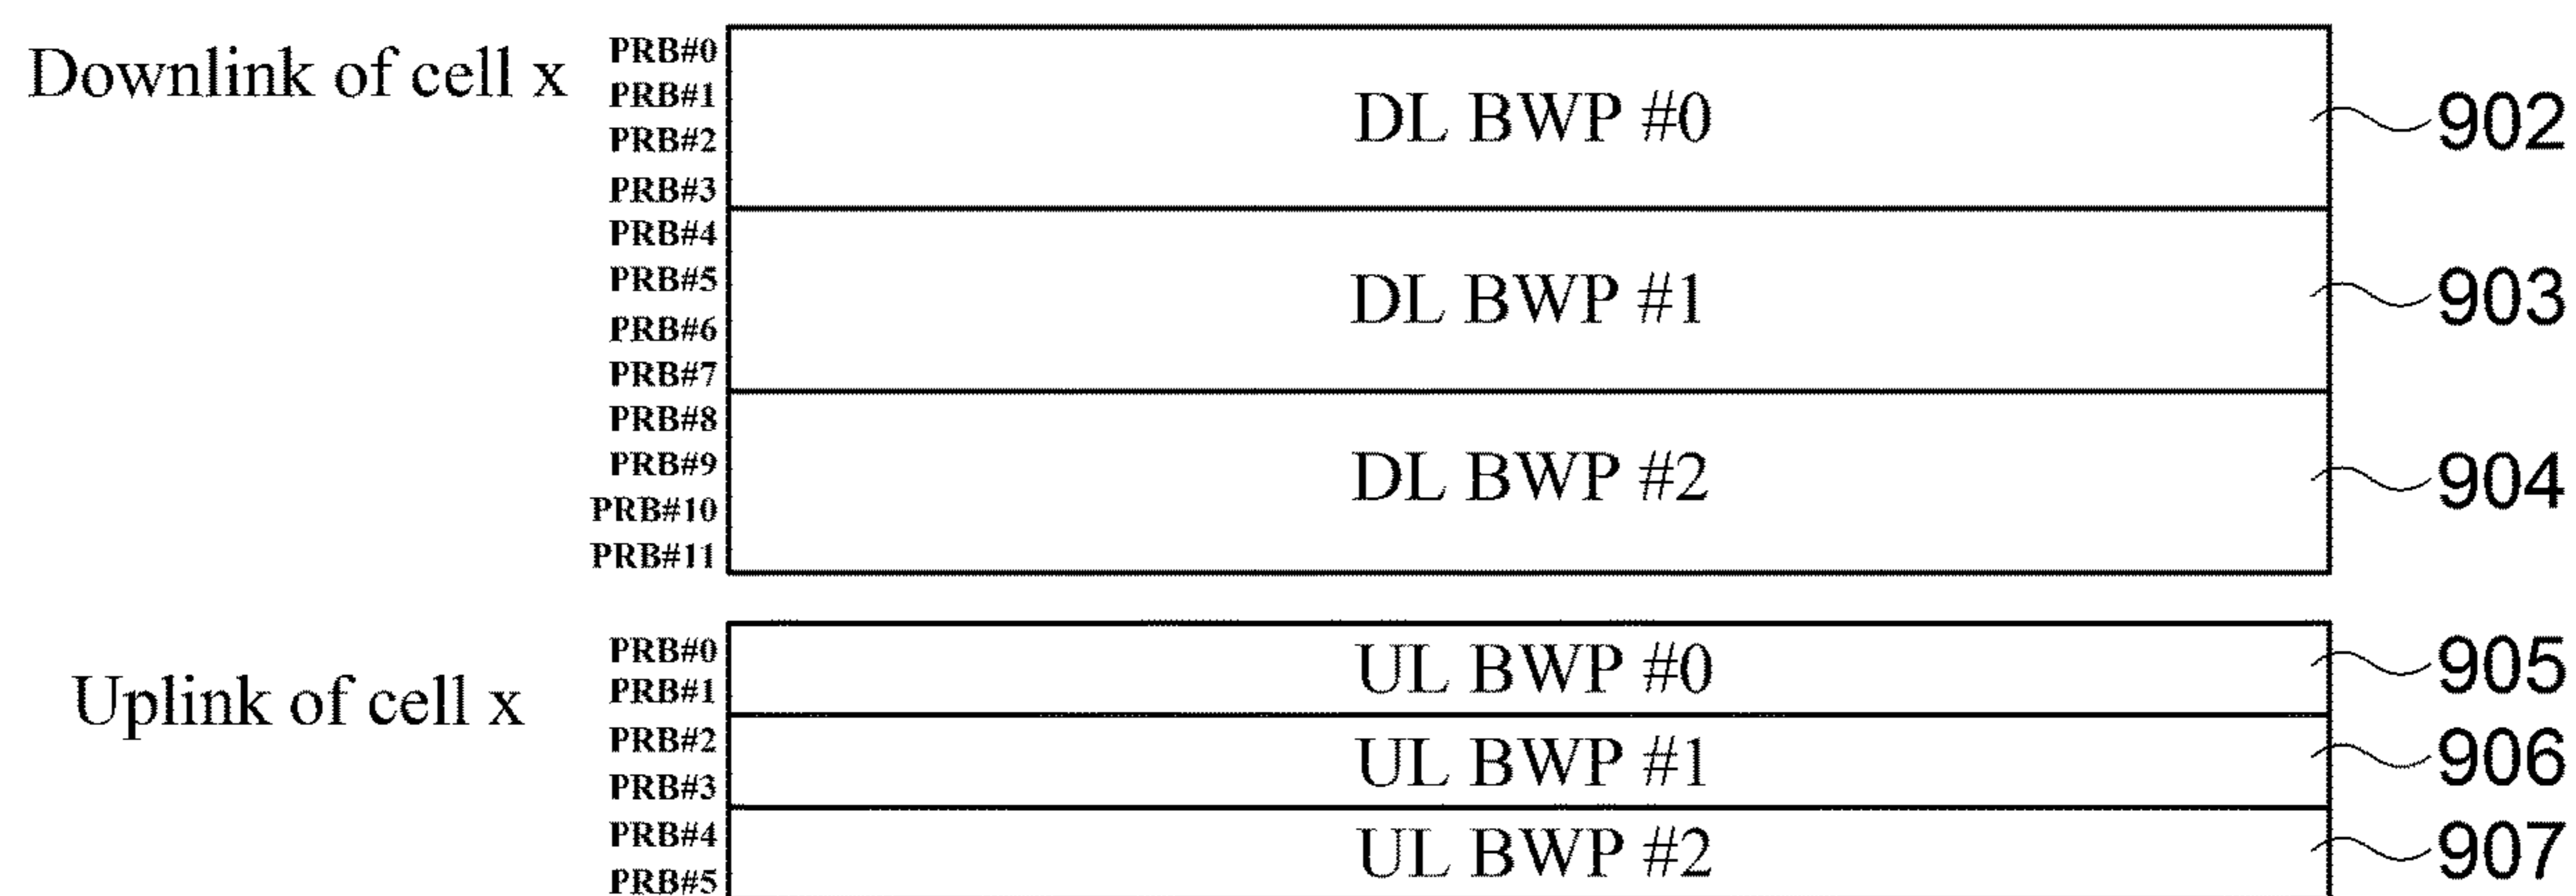 Downlink of cell x
PRB#0
PRB#1
PRB#2
PRB#3
DL BWP #0
902
PRB#4
PRB#5
PRB#6
PRB#7
DL BWP #1
903
PRB#8
PRB#9
PRB#10
PRB#11
DL BWP #2
904
Uplink of cell x
PRB#0
PRB#1
UL BWP #0
905
PRB#2
PRB#3
UL BWP #1
906
PRB#4
PRB#5
UL BWP #2
907